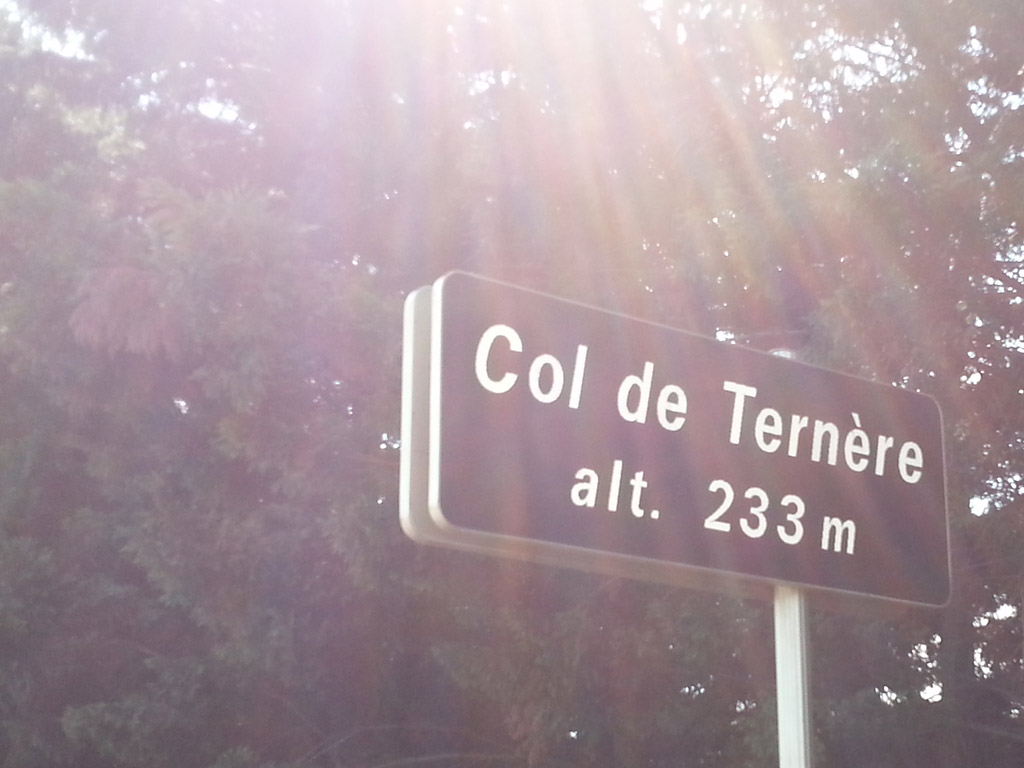 Col de Ternère
alt. 233 m